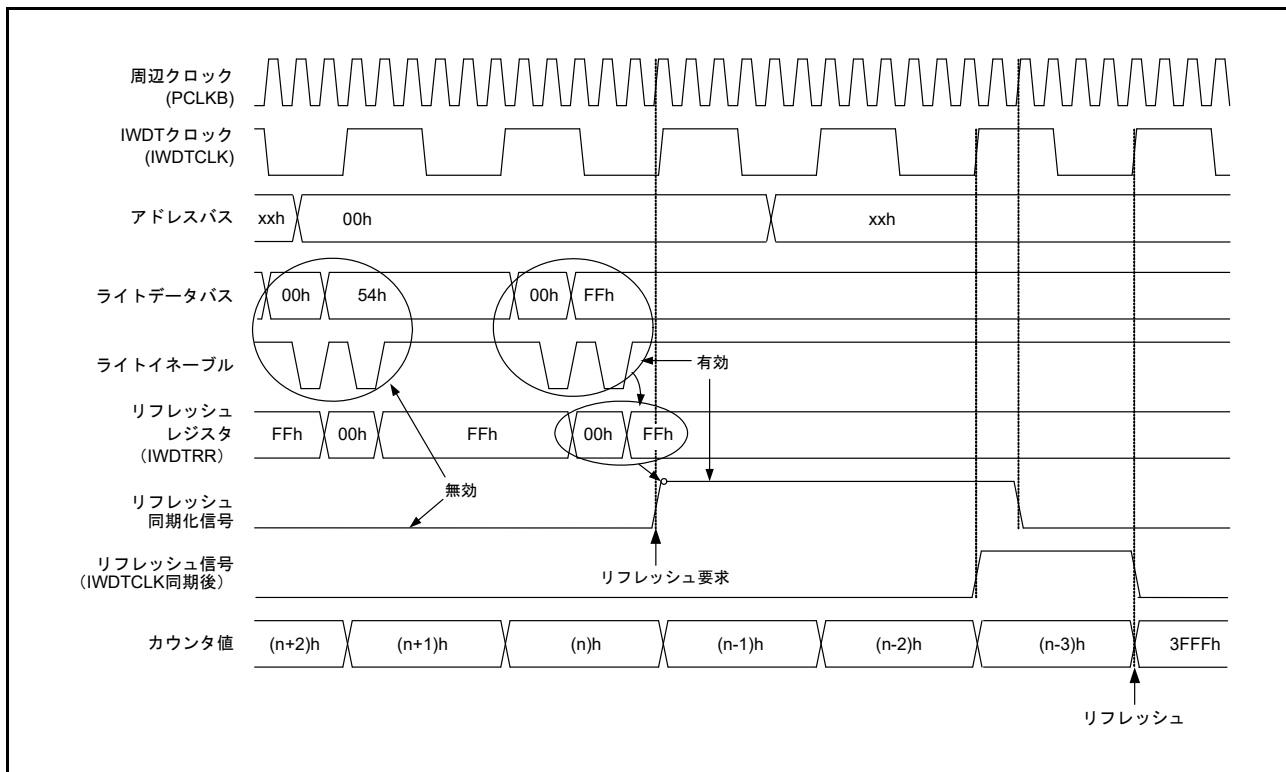 周辺クロック
(PCLKB)
IWDTクロック
(IWDTCLK)
アドレスバス
xxh
00h
xxh
ライトデータバス
00h
54h
00h
FFh
ライトイネーブル
有効
リフレッシュ
レジスタ
(IWDTRR)
FFh
00h
FFh
00h
FFh
無効
リフレッシュ
同期化信号
リフレッシュ要求
リフレッシュ信号
(IWDTCLK同期後)
カウンタ値
(n+2)h
(n+1)h
(n)h
(n-1)h
(n-2)h
(n-3)h
3FFFh
リフレッシュ